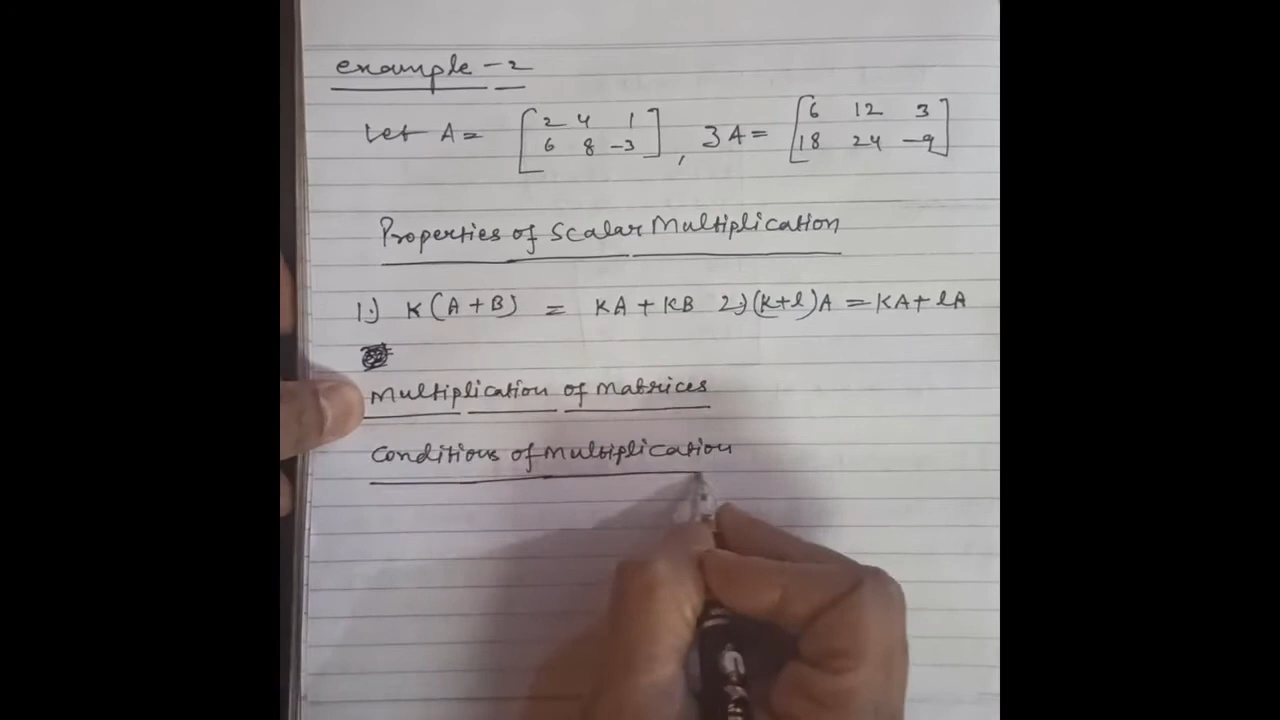 example - 2
Let A = [ 2 4 1 , 3A = [ 6 12 3
6 8 -3 ] 18 24 -9 ]
Properties of Scalar Multiplication
1.) K(A+B) = KA + KB 2.) (K+l)A = KA + lA
Multiplication of Matrices
Conditions of Multiplication